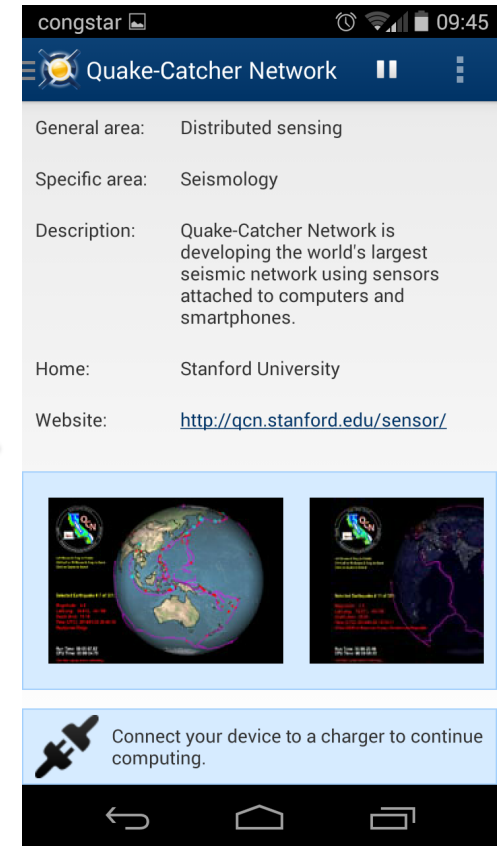 congstar 09:45
Quake-Catcher Network
General area: Distributed sensing
Specific area: Seismology
Description: Quake-Catcher Network is
developing the world's largest
seismic network using sensors
attached to computers and
smartphones.
Home: Stanford University
Website: http://qcn.stanford.edu/sensor/
QCN
Connect your device to a charger to continue
computing.